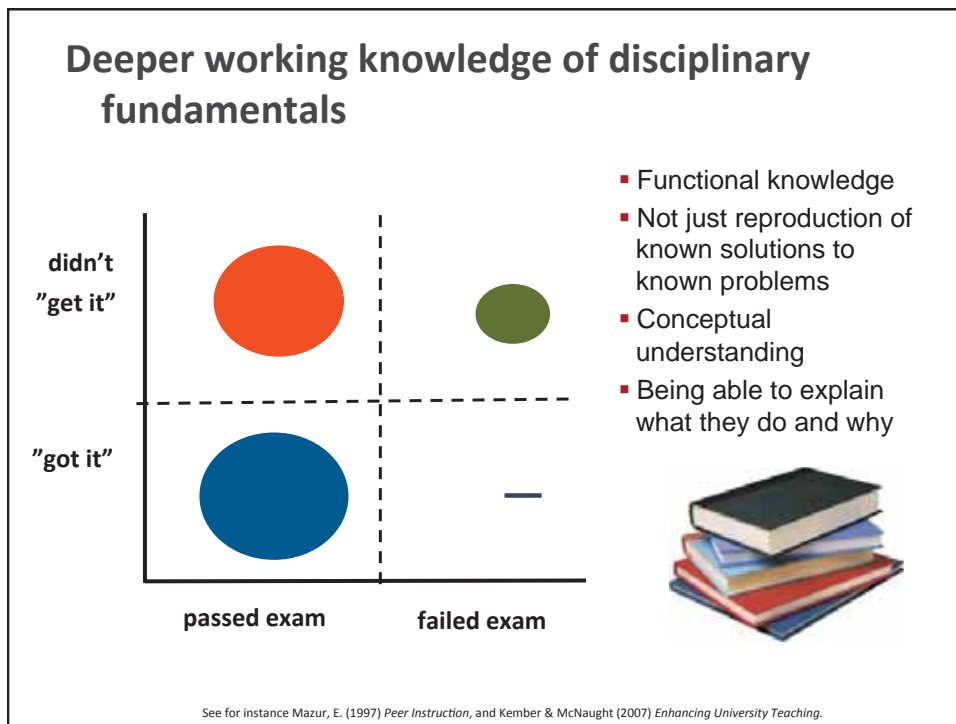 Deeper working knowledge of disciplinary
fundamentals
didn't
”get it”
”got it”
passed exam
failed exam
▪ Functional knowledge
▪ Not just reproduction of
known solutions to
known problems
▪ Conceptual
understanding
▪ Being able to explain
what they do and why
See for instance Mazur, E. (1997) Peer Instruction, and Kember & McNaught (2007) Enhancing University Teaching.